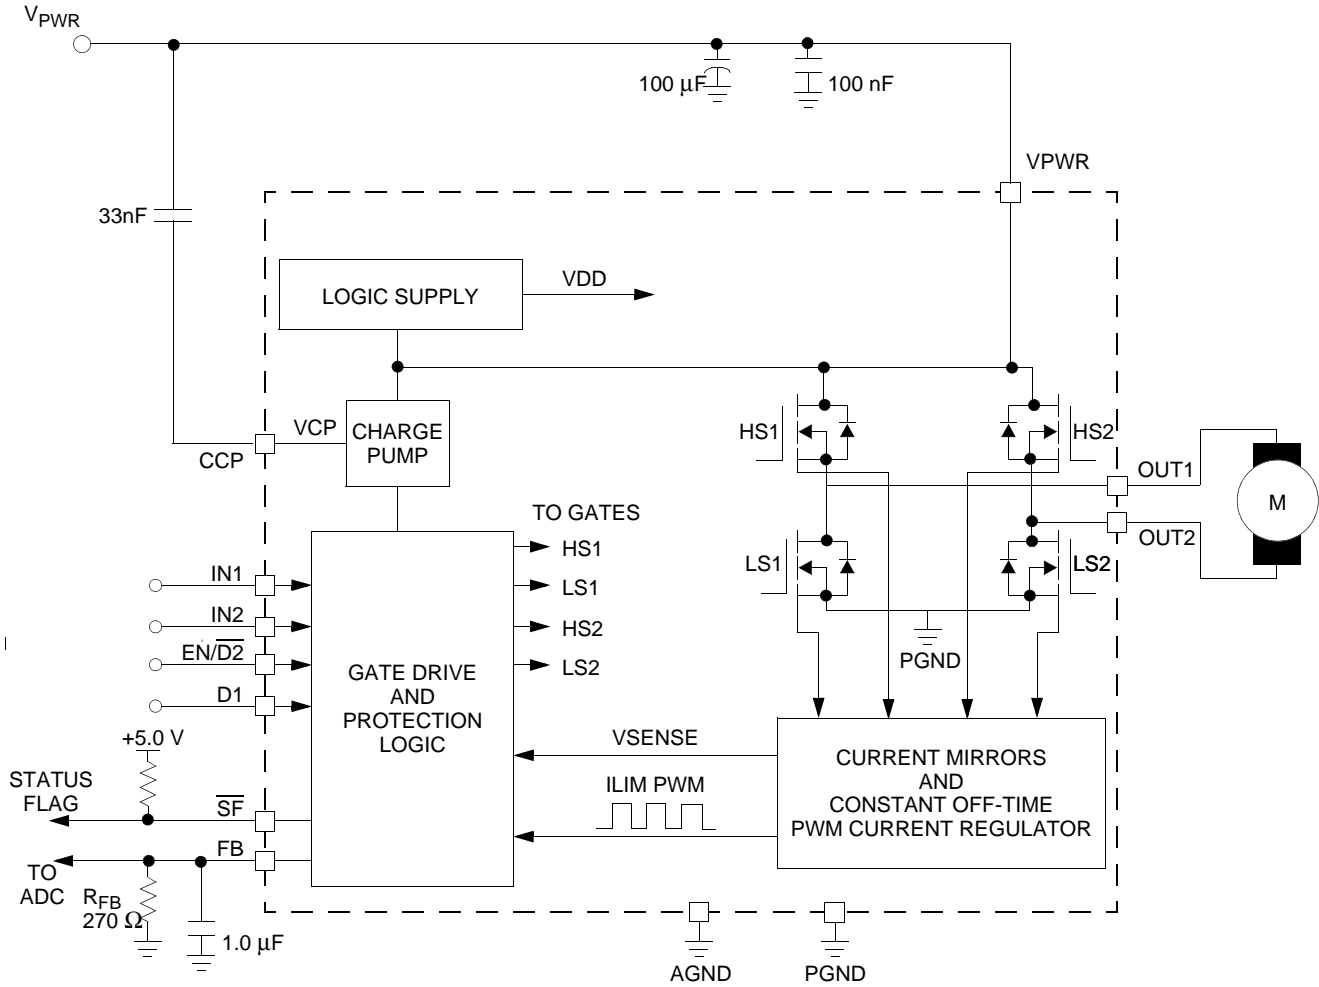 VPWR
100 μF
100 nF
VPWR
33nF
LOGIC SUPPLY
VDD
VCP
CHARGE
PUMP
CCP
HS1
HS2
OUT1
M
OUT2
TO GATES
HS1
LS1
HS2
LS2
LS1
LS2
PGND
IN1
IN2
EN/D2
D1
GATE DRIVE
AND
PROTECTION
LOGIC
+5.0 V
STATUS
FLAG
SF
FB
TO
ADC
RFB
270 Ω
1.0 μF
VSENSE
ILIM PWM
CURRENT MIRRORS
AND
CONSTANT OFF-TIME
PWM CURRENT REGULATOR
AGND
PGND